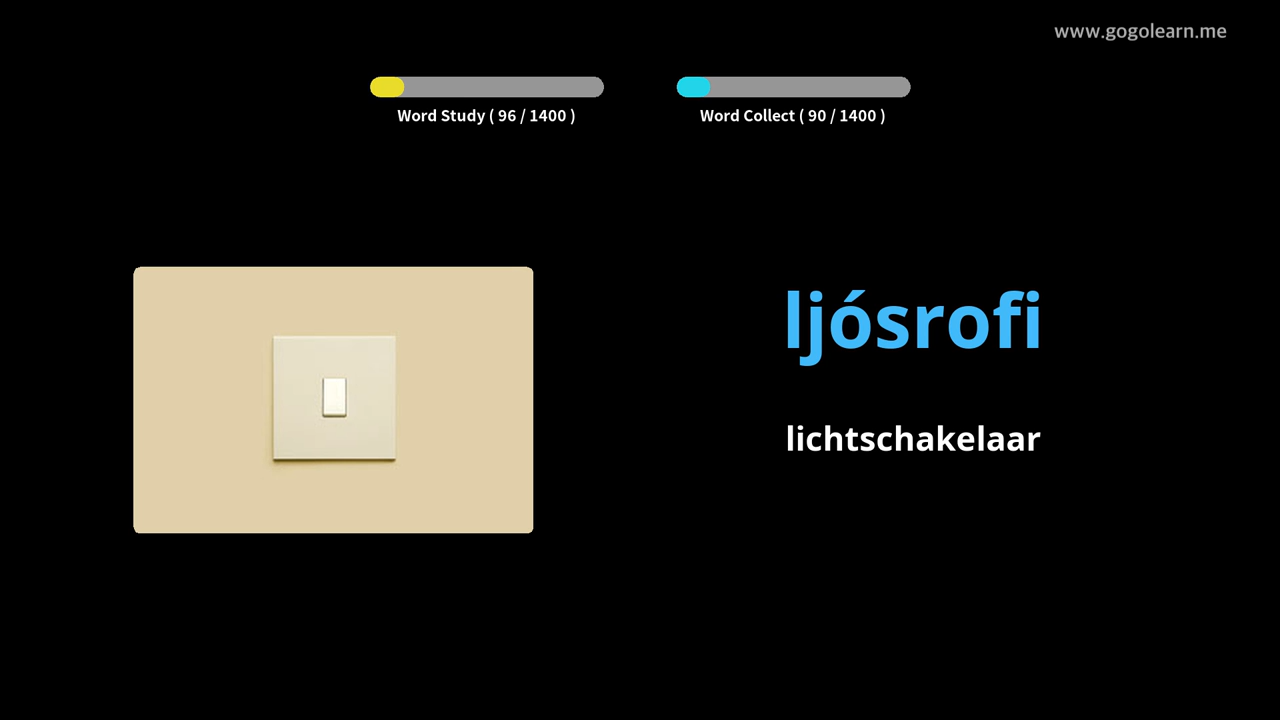 www.gogolearn.me
Word Study ( 96 / 1400 )
Word Collect ( 90 / 1400 )
ljósrofi
lichtschakelaar